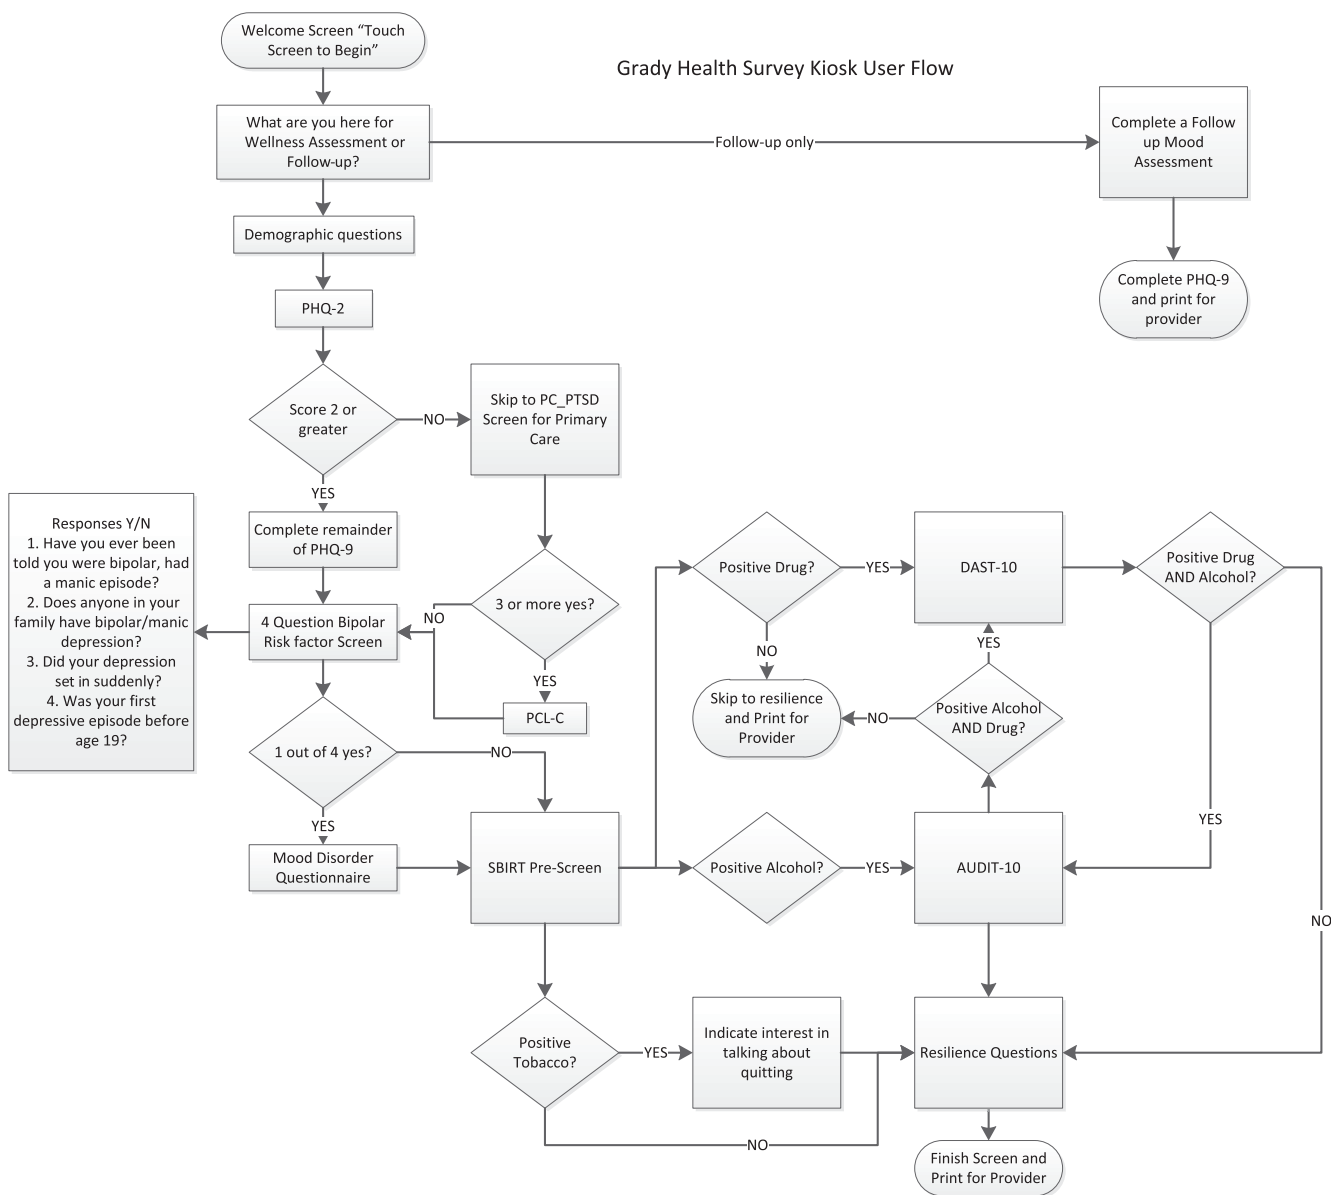 Welcome Screen “Touch
Screen to Begin”
Grady Health Survey Kiosk User Flow
What are you here for
Wellness Assessment or
Follow-up?
Follow-up only
Complete a Follow
up Mood
Assessment
Demographic questions
Complete PHQ-9
and print for
provider
PHQ-2
Score 2 or
greater
NO
Skip to PC_PTSD
Screen for Primary
Care
YES
Complete remainder
of PHQ-9
Responses Y/N
1. Have you ever been
told you were bipolar, had
a manic episode?
2. Does anyone in your
family have bipolar/manic
depression?
3. Did your depression
set in suddenly?
4. Was your first
depressive episode before
age 19?
4 Question Bipolar
Risk factor Screen
NO
3 or more yes?
YES
PCL-C
1 out of 4 yes?
NO
YES
Mood Disorder
Questionnaire
SBIRT Pre-Screen
Positive Drug?
YES
DAST-10
Positive Drug
AND Alcohol?
NO
YES
Skip to resilience
and Print for
Provider
NO
Positive Alcohol
AND Drug?
YES
Positive Alcohol?
YES
AUDIT-10
NO
Positive
Tobacco?
YES
Indicate interest in
talking about
quitting
Resilience Questions
NO
Finish Screen and
Print for Provider